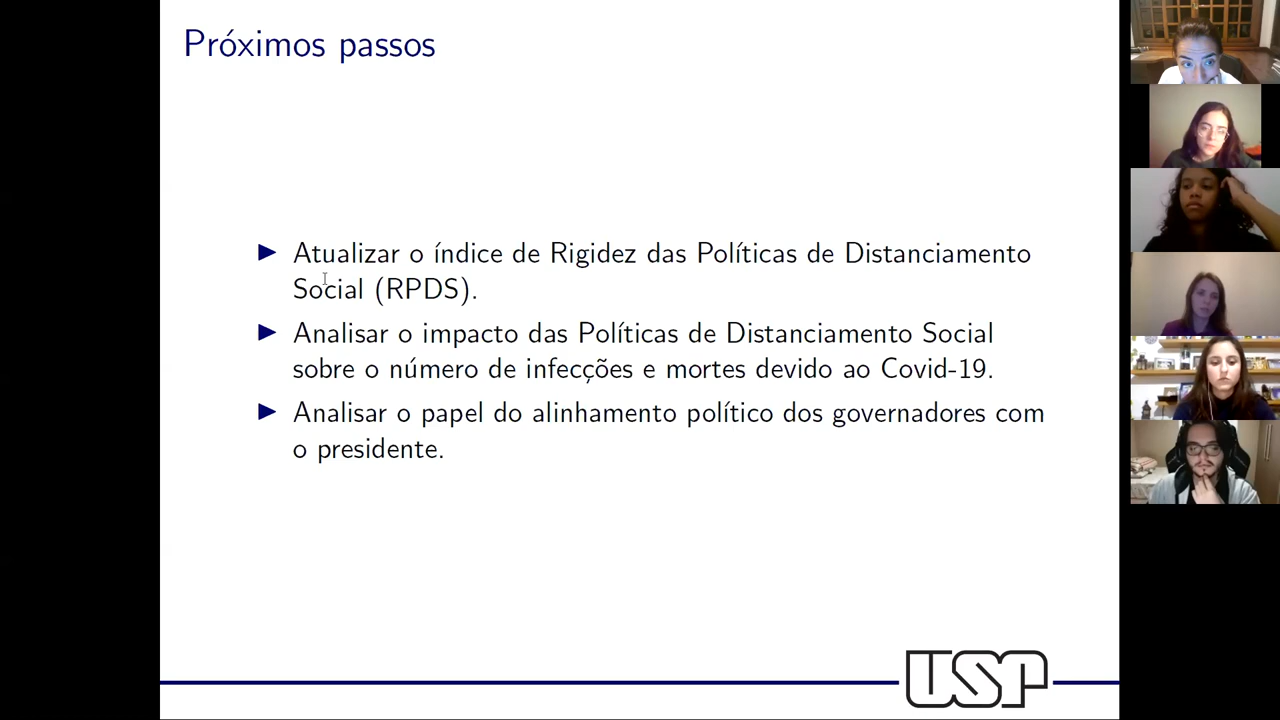 Próximos passos
Atualizar o índice de Rigidez das Políticas de Distanciamento
Social (RPDS).
Analisar o impacto das Políticas de Distanciamento Social
sobre o número de infecções e mortes devido ao Covid-19.
Analisar o papel do alinhamento político dos governadores com
o presidente.
USP